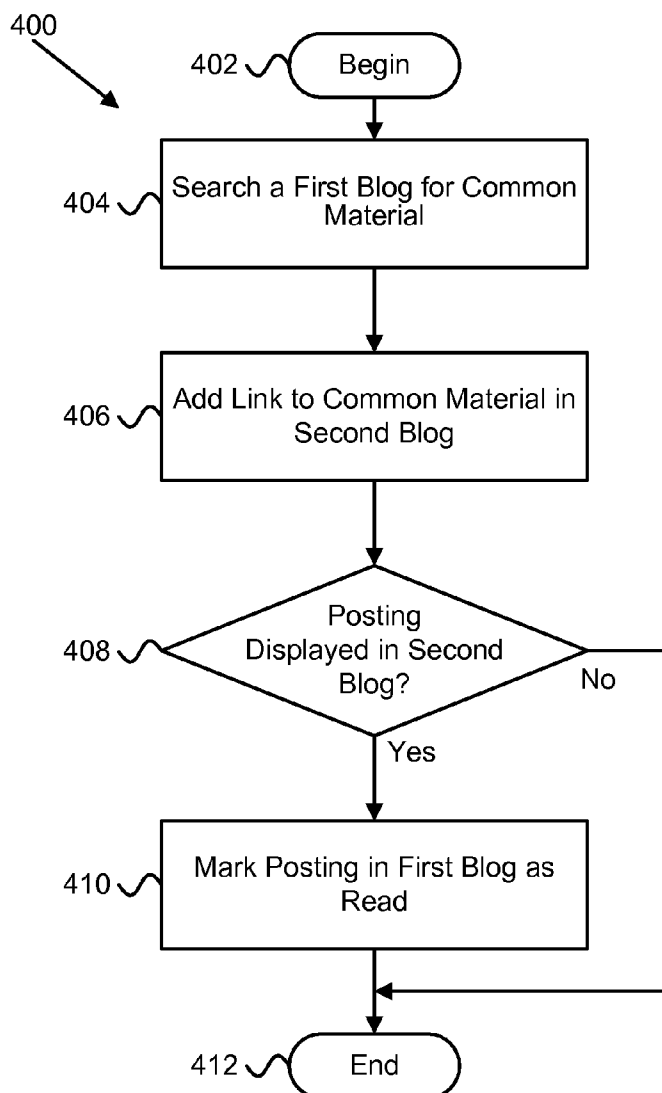 400
402
Begin
404
Search a First Blog for Common
Material
406
Add Link to Common Material in
Second Blog
408
Posting
Displayed in Second
Blog?
No
Yes
410
Mark Posting in First Blog as
Read
412
End